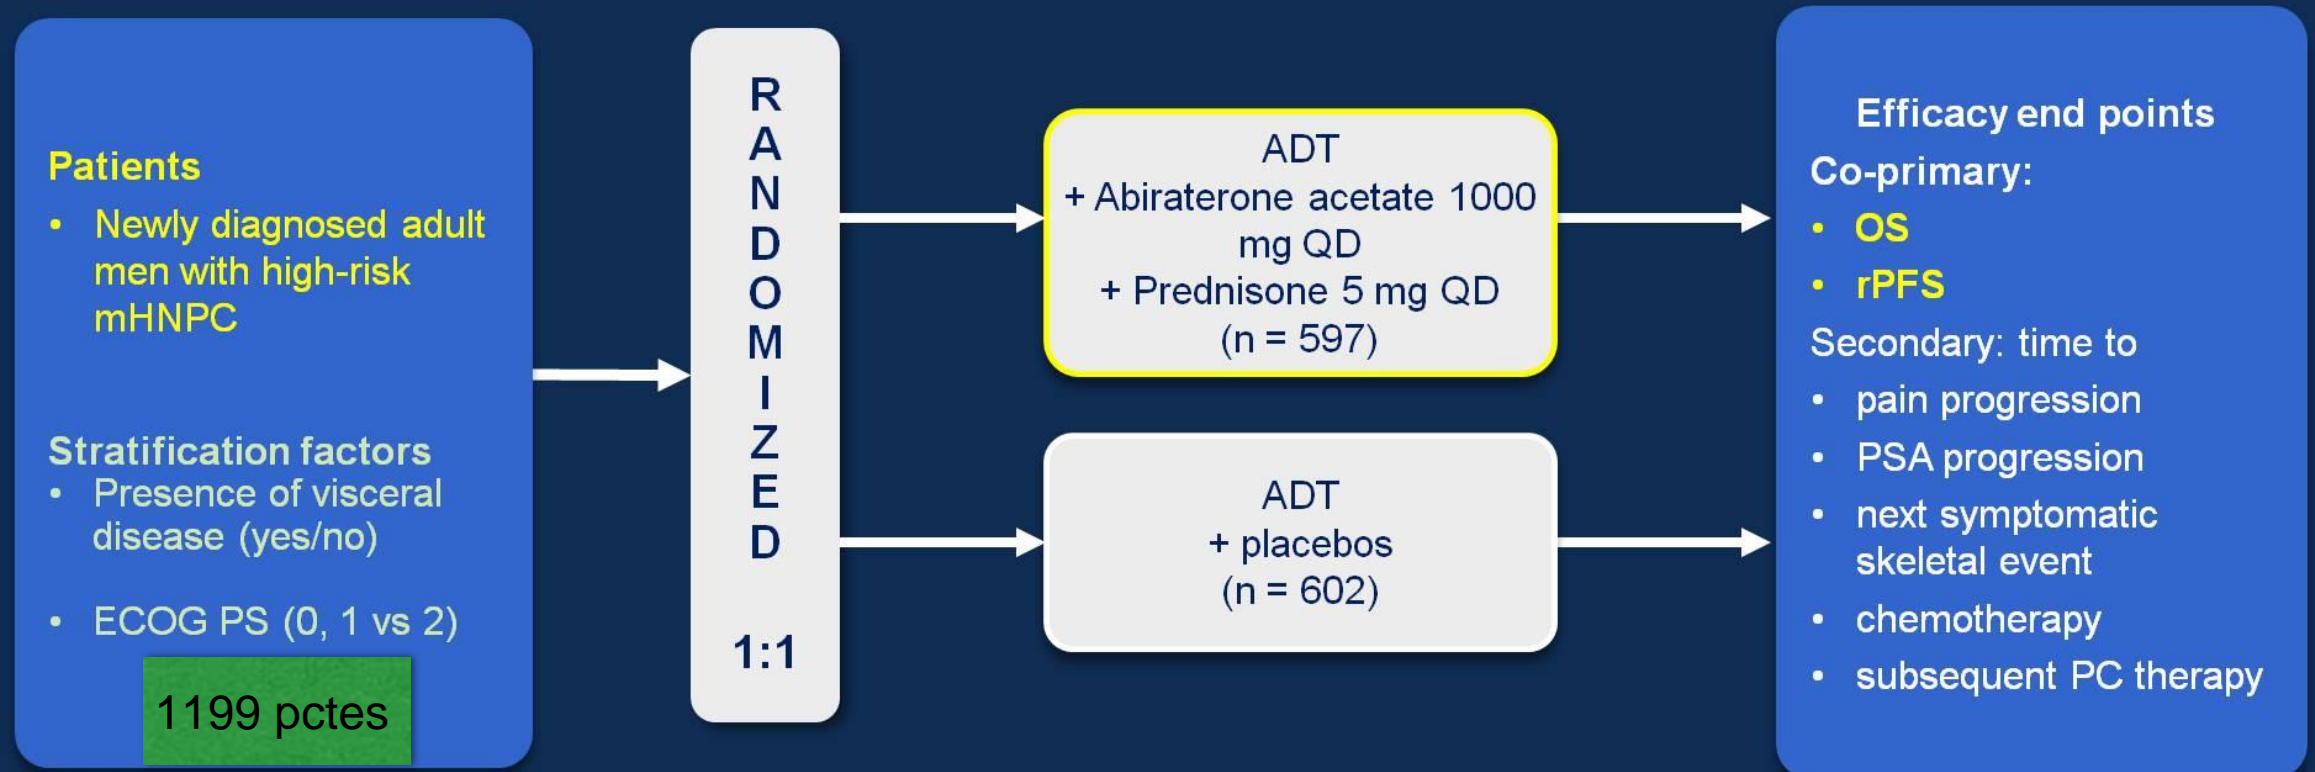 Patients
• Newly diagnosed adult
men with high-risk
mHNPC
Stratification factors
• Presence of visceral
disease (yes/no)
• ECOG PS (0, 1 vs 2)
1199 pctes
R
A
N
D
O
M
I
Z
E
D
1:1
ADT
+ Abiraterone acetate 1000
mg QD
+ Prednisone 5 mg QD
(n = 597)
ADT
+ placebos
(n = 602)
Efficacy end points
Co-primary:
• OS
• rPFS
Secondary: time to
• pain progression
• PSA progression
• next symptomatic
skeletal event
• chemotherapy
• subsequent PC therapy